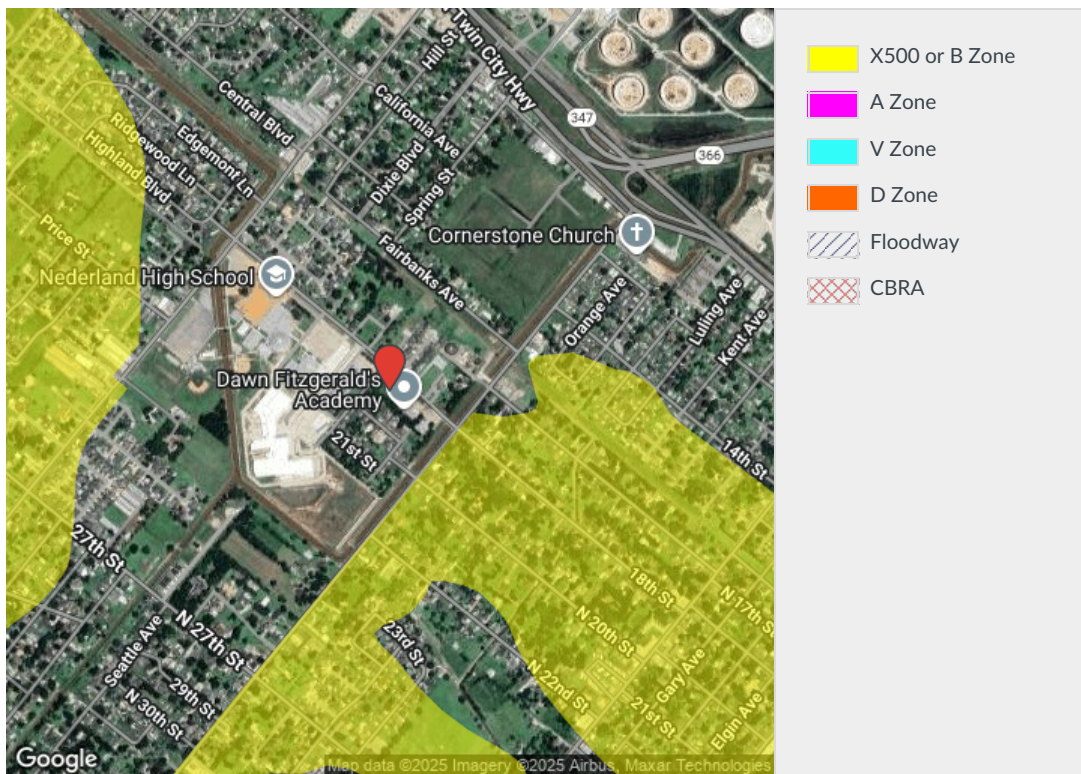 Twin City Hwy
Hill St
Central Blvd
California Ave
347
366
Ridgewood Ln
Edgemont Ln
Highland Blvd
Dixie Blvd
Spring St
Price St
Cornerstone Church
Fairbanks Ave
Nederland High School
Orange Ave
Luling Ave
Kent Ave
Dawn Fitzgerald's
Academy
21st St
14th St
27th St
18th St
N 17th St
N 20th St
N 27th St
Seattle Ave
23rd St
29th St
N 30th St
N 22nd St
Gary Ave
21st St
Elgin Ave
Google
Map data ©2025 Imagery ©2025 Airbus, Maxar Technologies
X500 or B Zone
A Zone
V Zone
D Zone
Floodway
CBRA